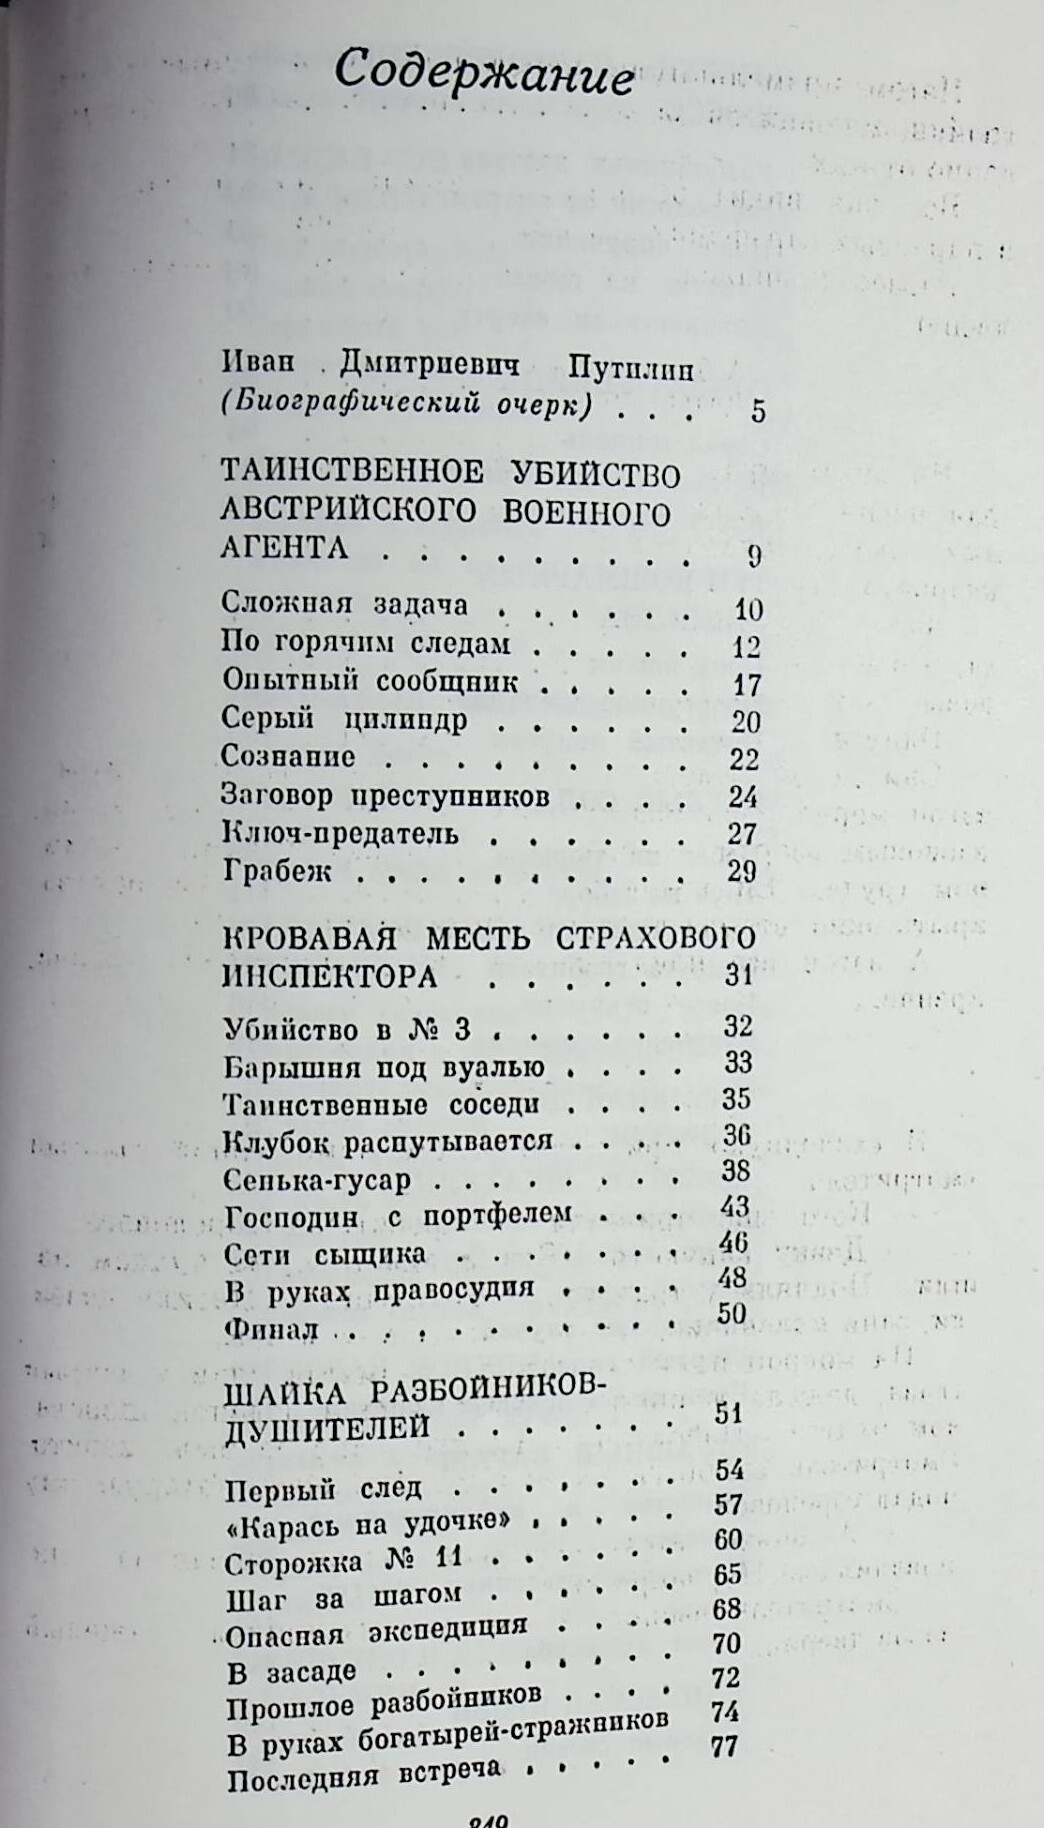 Содержание
Иван Дмитриевич Путилин
(Биографический очерк) . . . 5
ТАИНСТВЕННОЕ УБИЙСТВО
АВСТРИЙСКОГО ВОЕННОГО
АГЕНТА . . . . . . . . . 9
Сложная задача . . . . . . 10
По горячим следам . . . . . 12
Опытный сообщник . . . . . 17
Серый цилиндр . . . . . . 20
Сознание . . . . . . . . . 22
Заговор преступников . . . . 24
Ключ-предатель . . . . . . 27
Грабеж . . . . . . . . . . 29
КРОВАВАЯ МЕСТЬ СТРАХОВОГО
ИНСПЕКТОРА . . . . . . 31
Убийство в № 3 . . . . . . 32
Барышня под вуалью . . . . 33
Таинственные соседи . . . . 35
Клубок распутывается . . . . 36
Сенька-гусар . . . . . . . . 38
Господин с портфелем . . . 43
Сети сыщика . . . . . . . 46
В руках правосудия . . . . . 48
Финал . . . . . . . . . . 50
ШАЙКА РАЗБОЙНИКОВ-
ДУШИТЕЛЕЙ . . . . . . . 51
Первый след . . . . . . . 54
«Карась на удочке» . . . . . 57
Сторожка № 11 . . . . . . 60
Шаг за шагом . . . . . . 65
Опасная экспедиция . . . . 68
В засаде . . . . . . . . . 70
Прошлое разбойников . . . . 72
В руках богатырей-стражников 74
Последняя встреча . . . . . 77